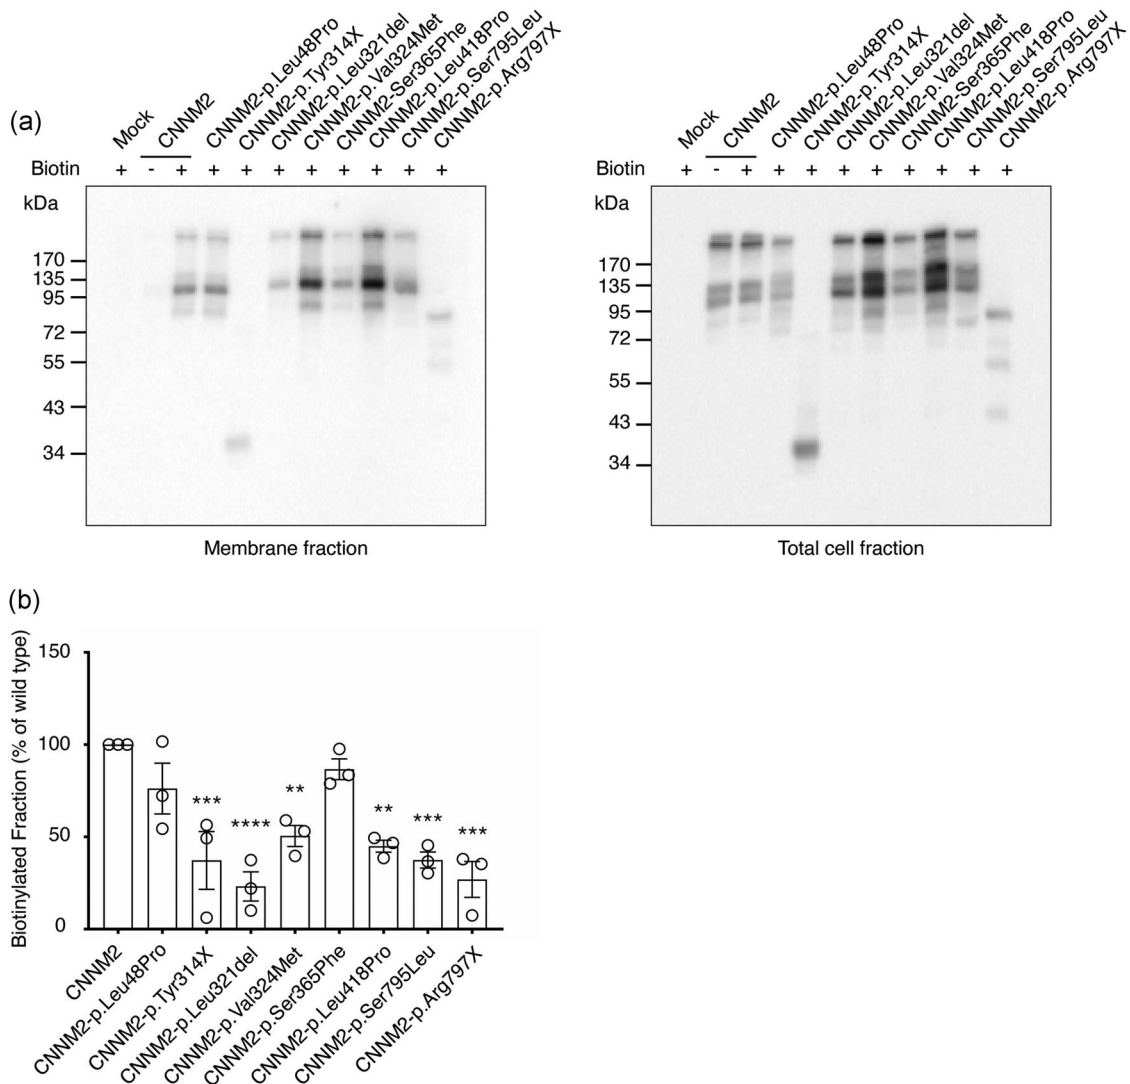 (a)
Mock
CNNM2
CNNM2-p.Leu48Pro
CNNM2-p.Tyr314X
CNNM2-p.Leu321del
CNNM2-p.Val324Met
CNNM2-Ser365Phe
CNNM2-p.Leu418Pro
CNNM2-p.Ser795Leu
CNNM2-p.Arg797X
Biotin + - + + + + + + + + +
kDa
170
135
95
72
55
43
34
Membrane fraction
Mock
CNNM2
CNNM2-p.Leu48Pro
CNNM2-p.Tyr314X
CNNM2-p.Leu321del
CNNM2-p.Val324Met
CNNM2-Ser365Phe
CNNM2-p.Leu418Pro
CNNM2-p.Ser795Leu
CNNM2-p.Arg797X
Biotin + - + + + + + + + + +
kDa
170
135
95
72
55
43
34
Total cell fraction
(b)
Biotinylated Fraction (% of wild type)
150
100
50
0
***
****
**
**
***
***
CNNM2
CNNM2-p.Leu48Pro
CNNM2-p.Tyr314X
CNNM2-p.Leu321del
CNNM2-p.Val324Met
CNNM2-p.Ser365Phe
CNNM2-p.Leu418Pro
CNNM2-p.Ser795Leu
CNNM2-p.Arg797X